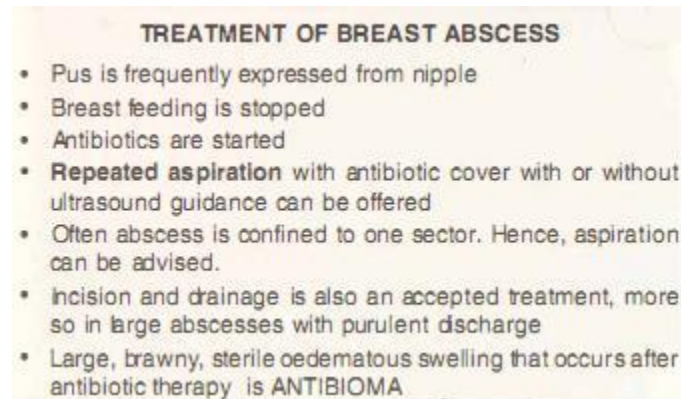 TREATMENT OF BREAST ABSCESS
• Pus is frequently expressed from nipple
• Breast feeding is stopped
• Antibiotics are started
• Repeated aspiration with antibiotic cover with or without
ultrasound guidance can be offered
• Often abscess is confined to one sector. Hence, aspiration
can be advised.
• Incision and drainage is also an accepted treatment, more
so in large abscesses with purulent discharge
• Large, brawny, sterile oedematous swelling that occurs after
antibiotic therapy is ANTIBIOMA